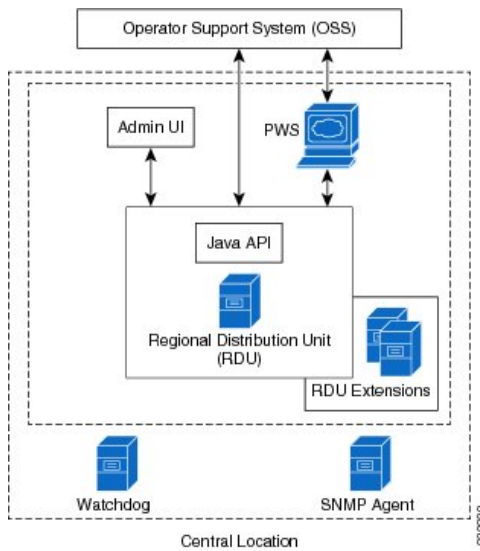 Operator Support System (OSS)
Admin UI
PWS
Java API
Regional Distribution Unit
(RDU)
RDU Extensions
Watchdog
SNMP Agent
Central Location